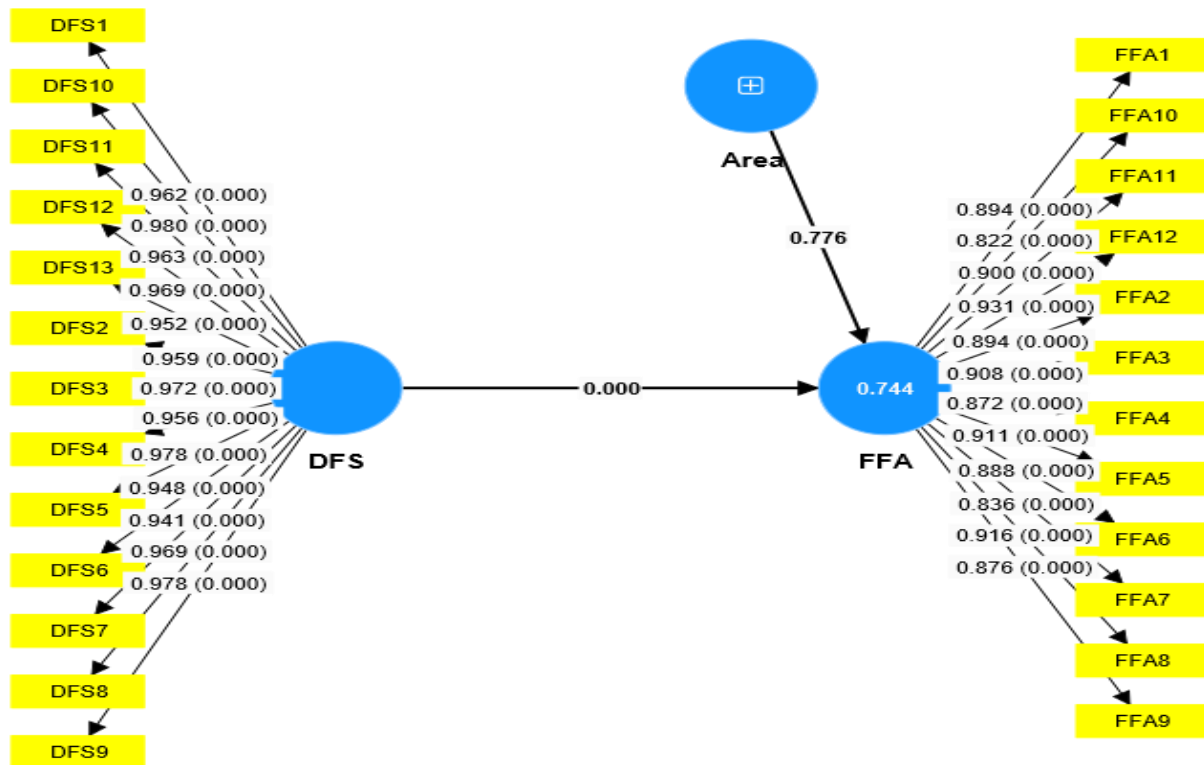 DFS1
DFS10
DFS11
DFS12
DFS13
DFS2
DFS3
DFS4
DFS5
DFS6
DFS7
DFS8
DFS9
0.962 (0.000)
0.980 (0.000)
0.963 (0.000)
0.969 (0.000)
0.952 (0.000)
0.959 (0.000)
0.972 (0.000)
0.956 (0.000)
0.978 (0.000)
0.948 (0.000)
0.941 (0.000)
0.969 (0.000)
0.978 (0.000)
DFS
0.000
Area
0.776
0.744
FFA
0.894 (0.000)
0.822 (0.000)
0.900 (0.000)
0.931 (0.000)
0.894 (0.000)
0.908 (0.000)
0.872 (0.000)
0.911 (0.000)
0.888 (0.000)
0.836 (0.000)
0.916 (0.000)
0.876 (0.000)
FFA1
FFA10
FFA11
FFA12
FFA2
FFA3
FFA4
FFA5
FFA6
FFA7
FFA8
FFA9